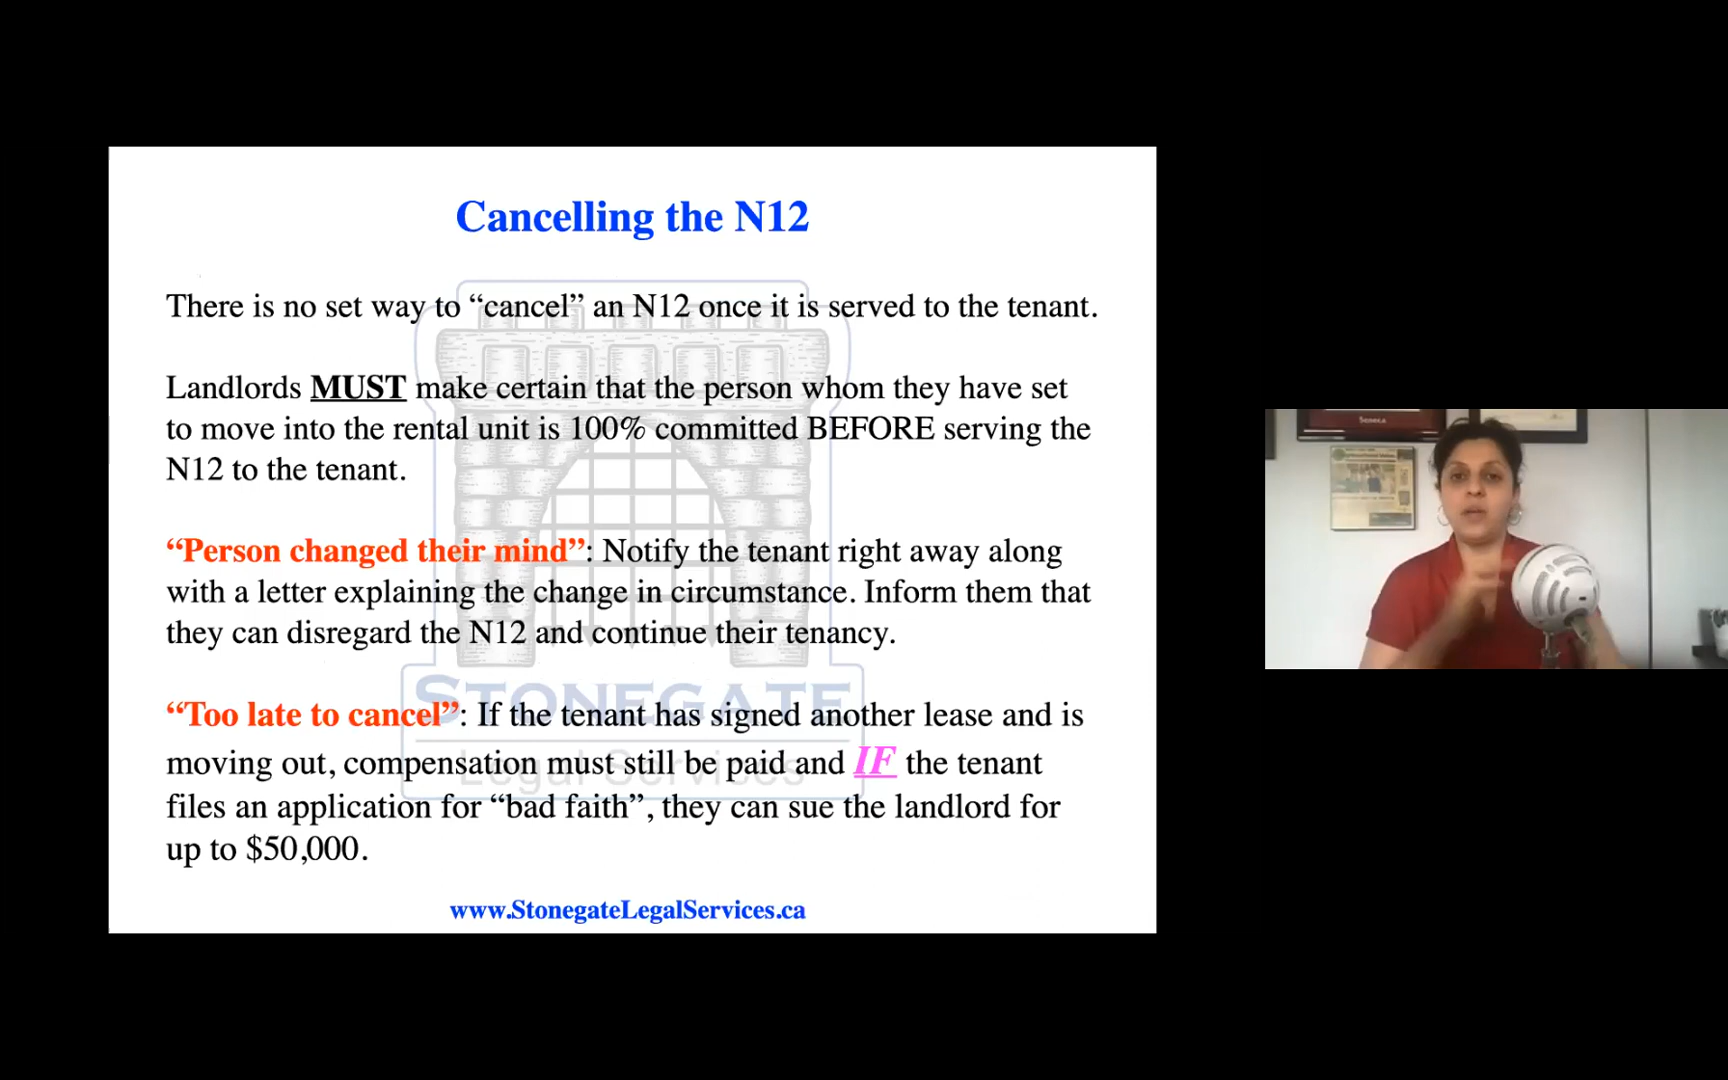 Cancelling the N12
There is no set way to “cancel” an N12 once it is served to the tenant.
Landlords MUST make certain that the person whom they have set
to move into the rental unit is 100% committed BEFORE serving the
N12 to the tenant.
“Person changed their mind”: Notify the tenant right away along
with a letter explaining the change in circumstance. Inform them that
they can disregard the N12 and continue their tenancy.
STONEGATE
“Too late to cancel”: If the tenant has signed another lease and is
Legal Services
moving out, compensation must still be paid and IF the tenant
files an application for “bad faith”, they can sue the landlord for
up to $50,000.
www.StonegateLegalServices.ca
Seneca